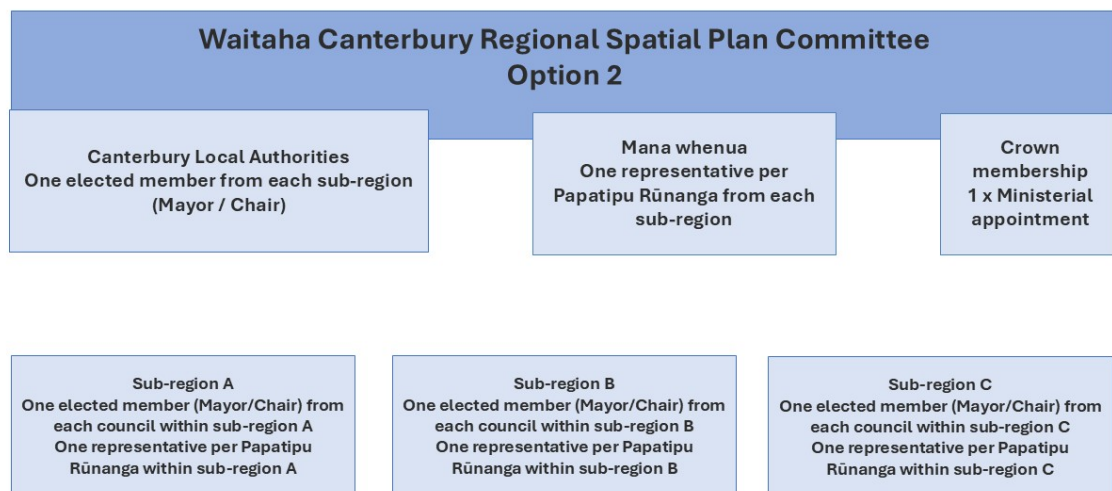 Waitaha Canterbury Regional Spatial Plan Committee
Option 2
Canterbury Local Authorities
One elected member from each sub-region
(Mayor / Chair)
Mana whenua
One representative per
Papatipu Rūnanga from each
sub-region
Crown
membership
1 x Ministerial
appointment
Sub-region A
One elected member (Mayor/Chair) from
each council within sub-region A
One representative per Papatipu
Rūnanga within sub-region A
Sub-region B
One elected member (Mayor/Chair) from
each council within sub-region B
One representative per Papatipu
Rūnanga within sub-region B
Sub-region C
One elected member (Mayor/Chair) from
each council within sub-region C
One representative per Papatipu
Rūnanga within sub-region C